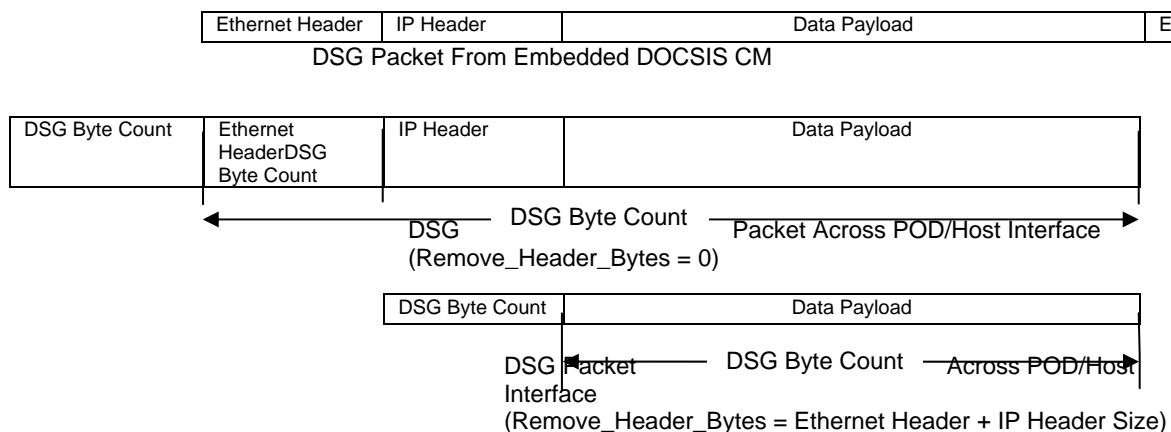 Ethernet Header IP Header Data Payload E
DSG Packet From Embedded DOCSIS CM
DSG Byte Count Ethernet IP Header Data Payload
HeaderDSG
Byte Count
DSG Byte Count
DSG Packet Across POD/Host Interface
(Remove_Header_Bytes = 0)
DSG Byte Count Data Payload
DSG Packet DSG Byte Count Across POD/Host
Interface
(Remove_Header_Bytes = Ethernet Header + IP Header Size)